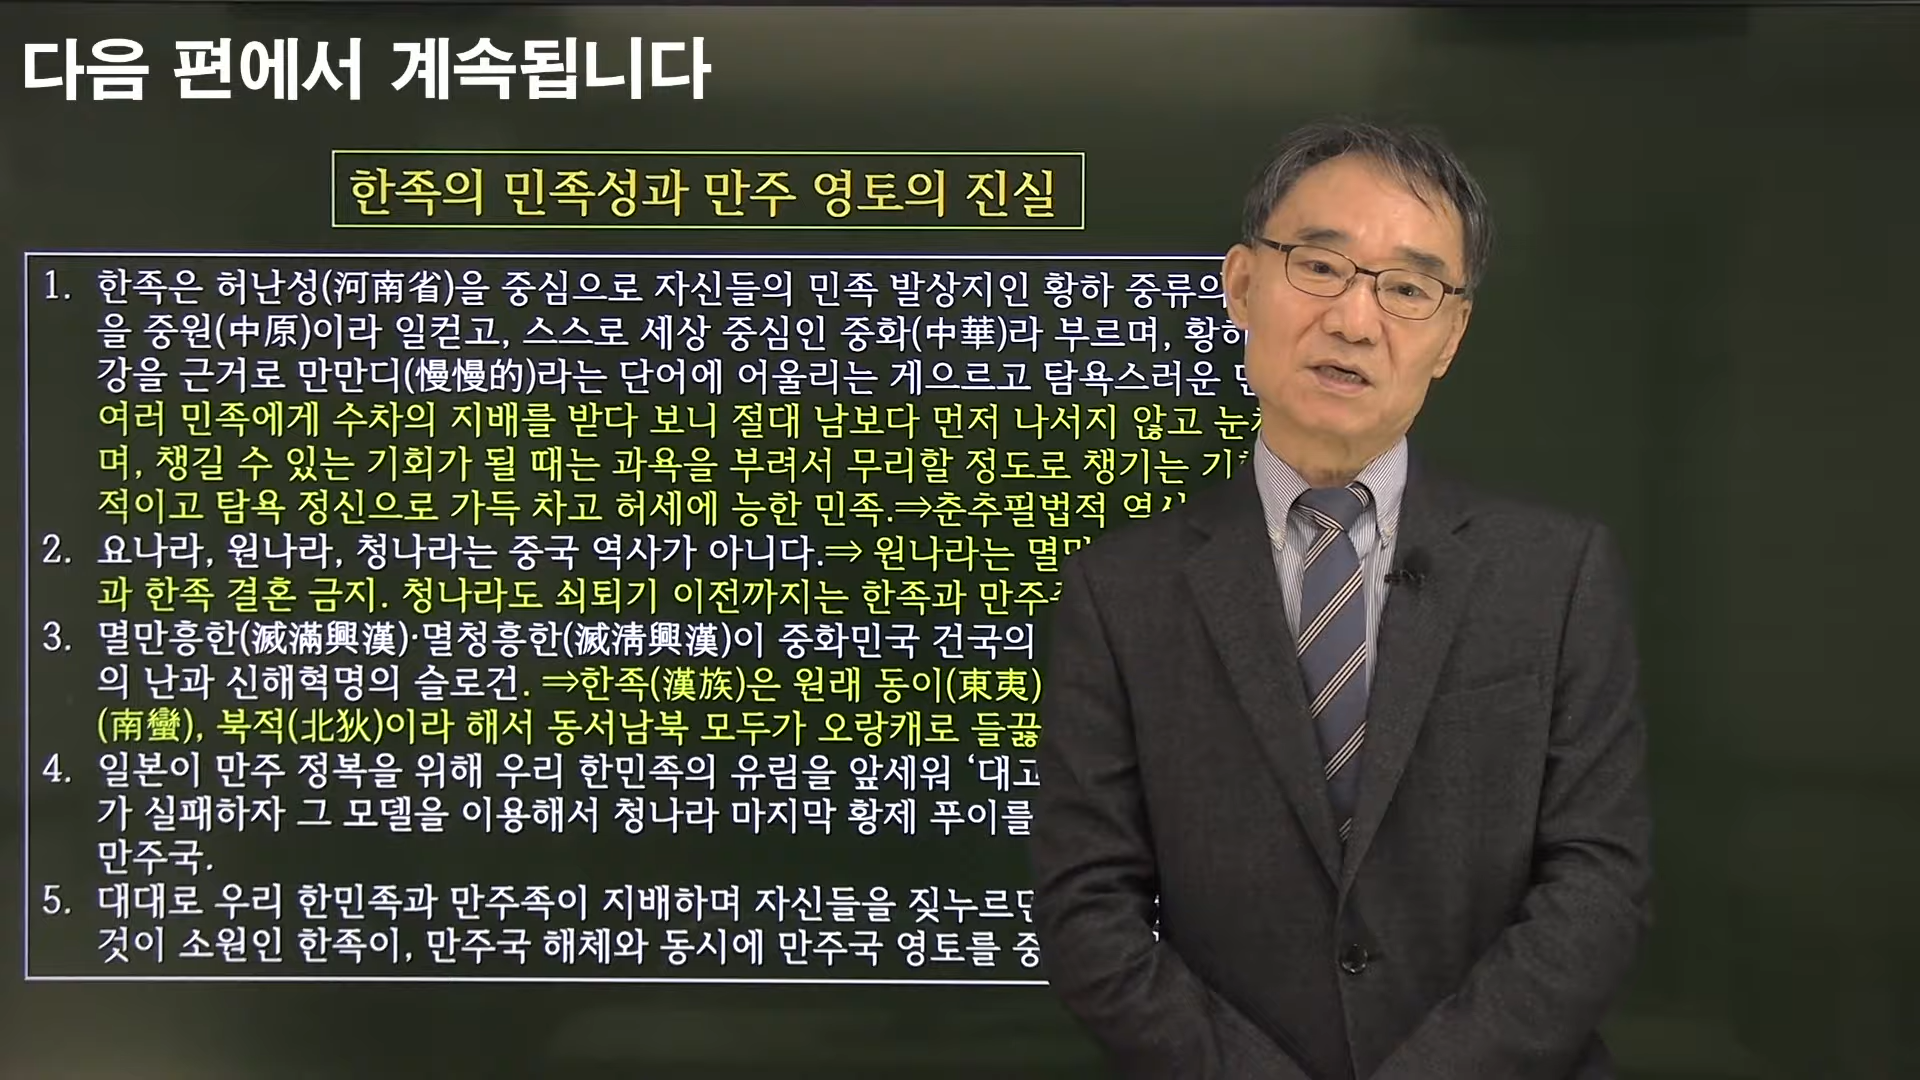 다음 편에서 계속됩니다
한족의 민족성과 만주 영토의 진실
1. 한족은 허난성(河南省)을 중심으로 자신들의 민족 발상지인 황하 중류의
을 중원(中原)이라 일컫고, 스스로 세상 중심인 중화(中華)라 부르며,
강을 근거로 만만디(慢慢的)라는 단어에 어울리는 게으르고 탐욕스러운
여러 민족에게 수차의 지배를 받다 보니 절대 남보다 먼저 나서지 않고
며, 챙길 수 있는 기회가 될 때는 과욕을 부려서 무리할 정도로 챙기는
적이고 탐욕 정신으로 가득 차고 허세에 능한 민족.⇒춘추필법적
2. 요나라, 원나라, 청나라는 중국 역사가 아니다.⇒ 원나라는
과 한족 결혼 금지. 청나라도 쇠퇴기 이전까지는 한족과
3. 멸만흥한(滅滿興漢)·멸청흥한(滅淸興漢)이 중화민국 건국의
의 난과 신해혁명의 슬로건. ⇒한족(漢族)은 원래 동이(東夷)
(南蠻), 북적(北狄)이라 해서 동서남북 모두가 오랑캐로
4. 일본이 만주 정복을 위해 우리 한민족의 유림을 앞세워
가 실패하자 그 모델을 이용해서 청나라 마지막 황제 푸이를
만주국.
5. 대대로 우리 한민족과 만주족이 지배하며 자신들을
것이 소원인 한족이, 만주국 해체와 동시에 만주국 영토를